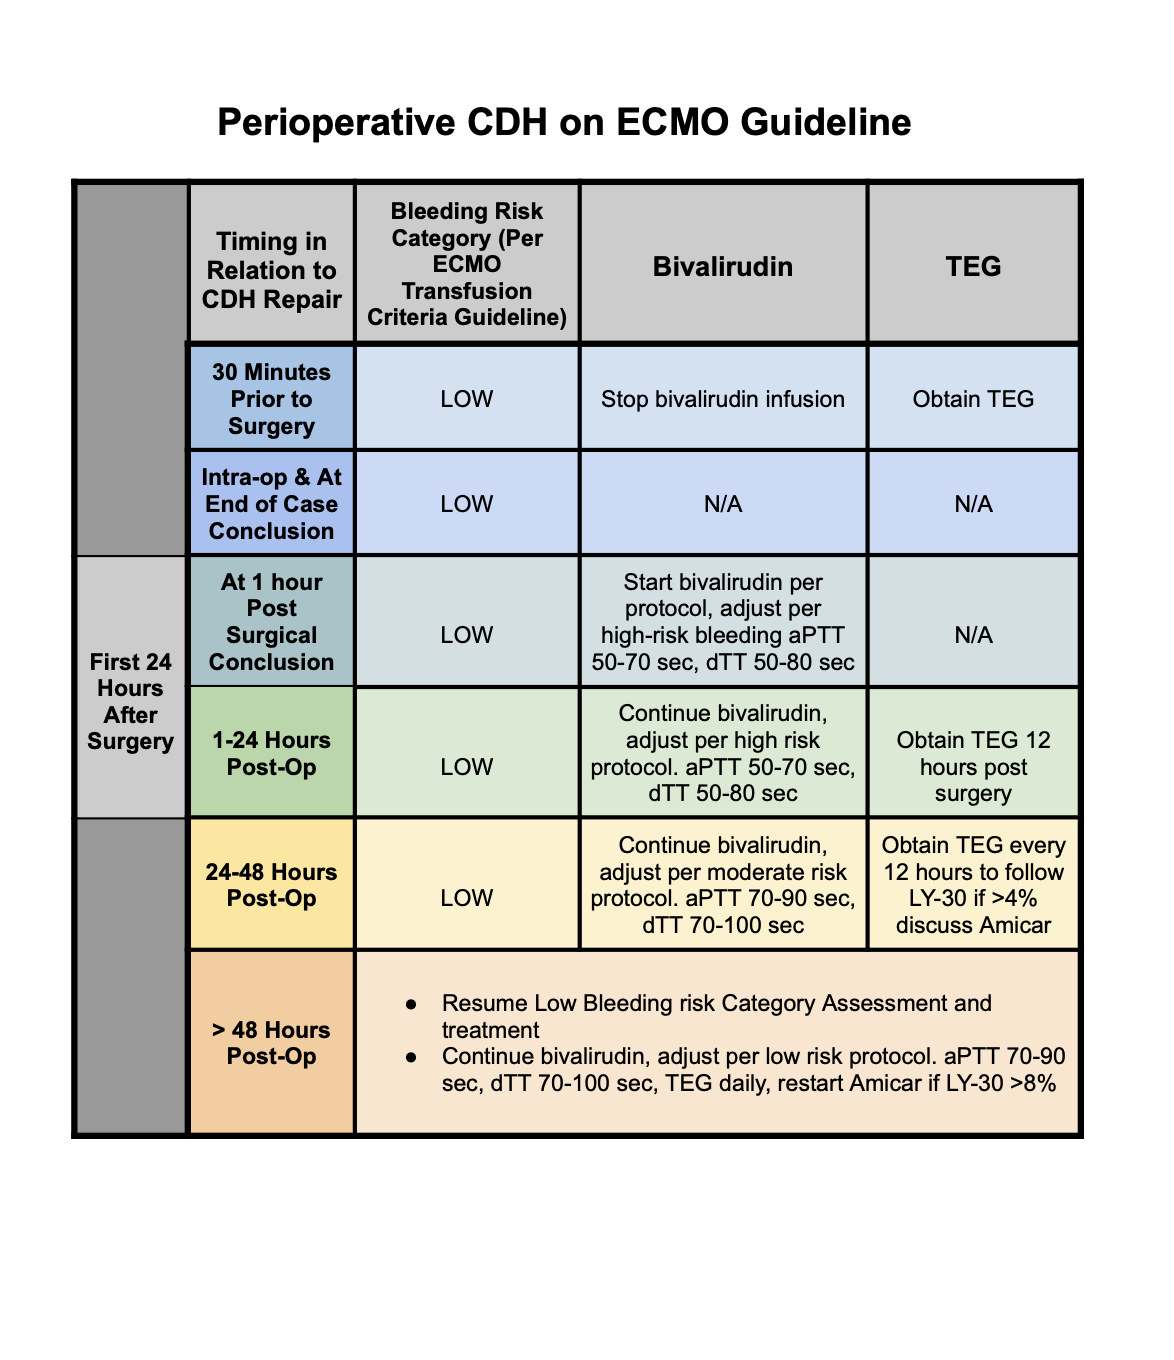 Perioperative CDH on ECMO Guideline
Timing in
Relation to
CDH Repair
Bleeding Risk
Category (Per
ECMO
Transfusion
Criteria Guideline)
Bivalirudin
TEG
30 Minutes
Prior to
Surgery
LOW
Stop bivalirudin infusion
Obtain TEG
Intra-op & At
End of Case
Conclusion
LOW
N/A
N/A
First 24
Hours
After
Surgery
At 1 hour
Post
Surgical
Conclusion
LOW
Start bivalirudin per
protocol, adjust per
high-risk bleeding aPTT
50-70 sec, dTT 50-80 sec
N/A
1-24 Hours
Post-Op
LOW
Continue bivalirudin,
adjust per high risk
protocol. aPTT 50-70 sec,
dTT 50-80 sec
Obtain TEG 12
hours post
surgery
24-48 Hours
Post-Op
LOW
Continue bivalirudin,
adjust per moderate risk
protocol. aPTT 70-90 sec,
dTT 70-100 sec
Obtain TEG every
12 hours to follow
LY-30 if >4%
discuss Amicar
> 48 Hours
Post-Op
● Resume Low Bleeding risk Category Assessment and
treatment
● Continue bivalirudin, adjust per low risk protocol. aPTT 70-90
sec, dTT 70-100 sec, TEG daily, restart Amicar if LY-30 >8%